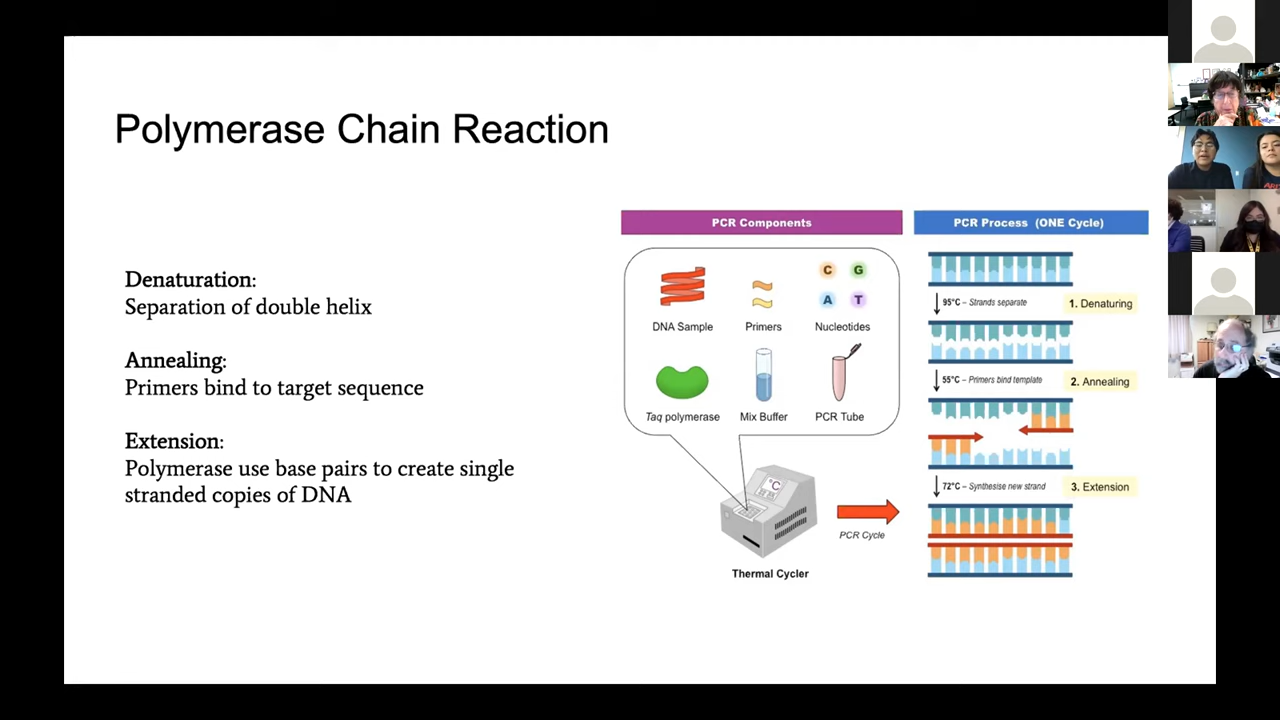 Polymerase Chain Reaction
Denaturation:
Separation of double helix
Annealing:
Primers bind to target sequence
Extension:
Polymerase use base pairs to create single
stranded copies of DNA
PCR Components
C G
A T
DNA Sample Primers Nucleotides
Taq polymerase Mix Buffer PCR Tube
°C
Thermal Cycler
PCR Cycle
PCR Process (ONE Cycle)
95°C – Strands separate 1. Denaturing
55°C – Primers bind template 2. Annealing
72°C – Synthesise new strand 3. Extension